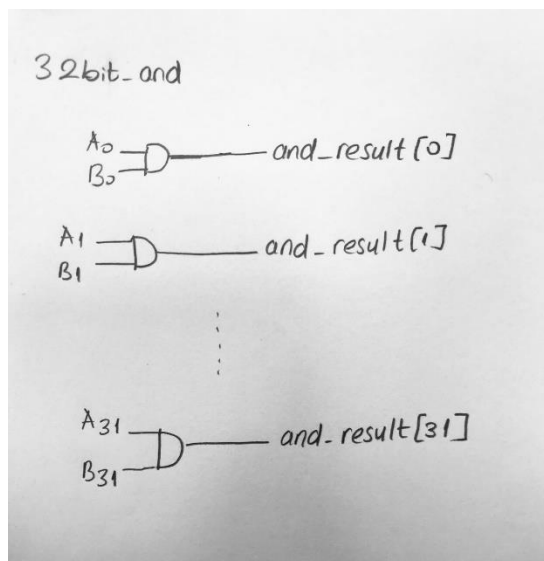 32bit_and
A0
B0
and_result[0]
A1
B1
and_result[1]
A31
B31
and_result[31]